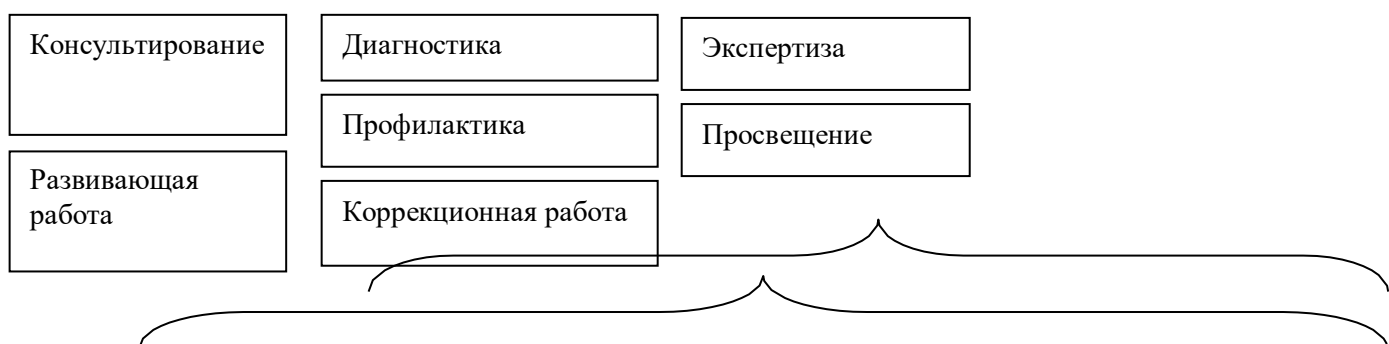 Консультирование
Развивающая
работа
Диагностика
Профилактика
Коррекционная работа
Экспертиза
Просвещение